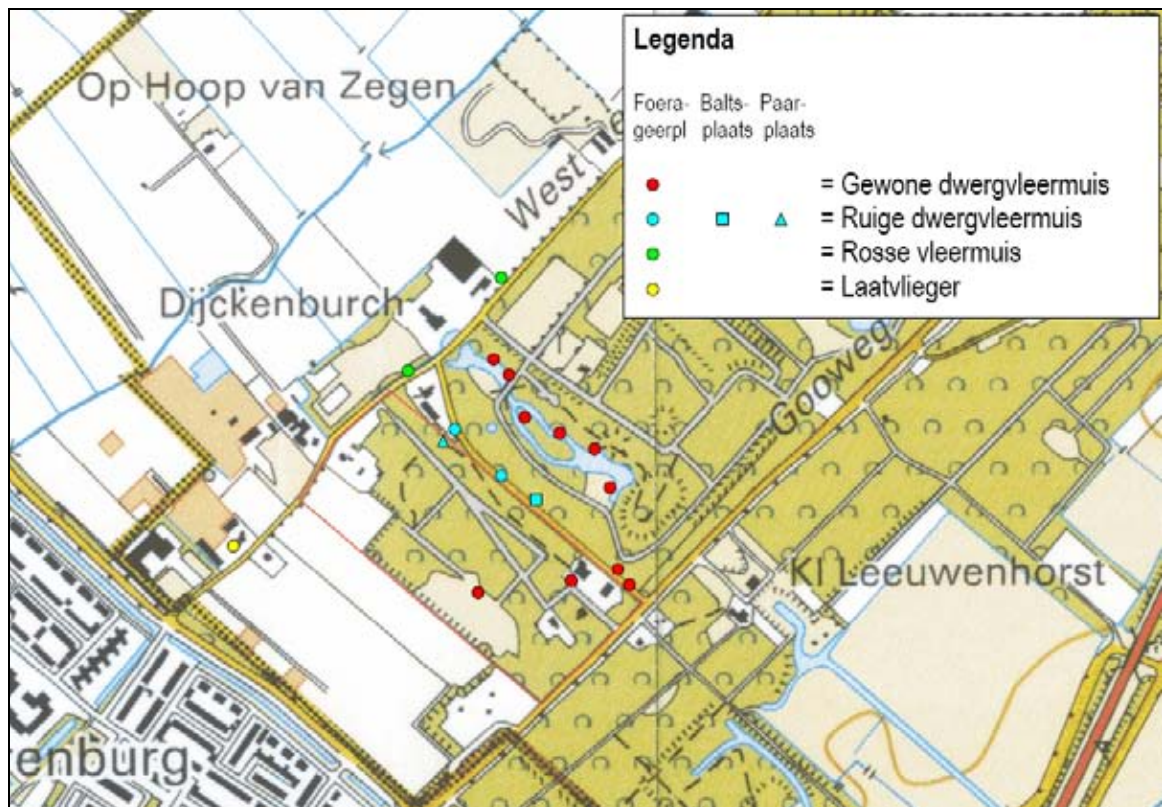 Legenda
Foera- Balts- Paar-
geerpl plaats plaats
= Gewone dwergvleermuis
= Ruige dwergvleermuis
= Rosse vleermuis
= Laatvlieger
Op Hoop van Zegen
West
Dijckenburch
Gooweg
Kl Leeuwenhorst
enburg